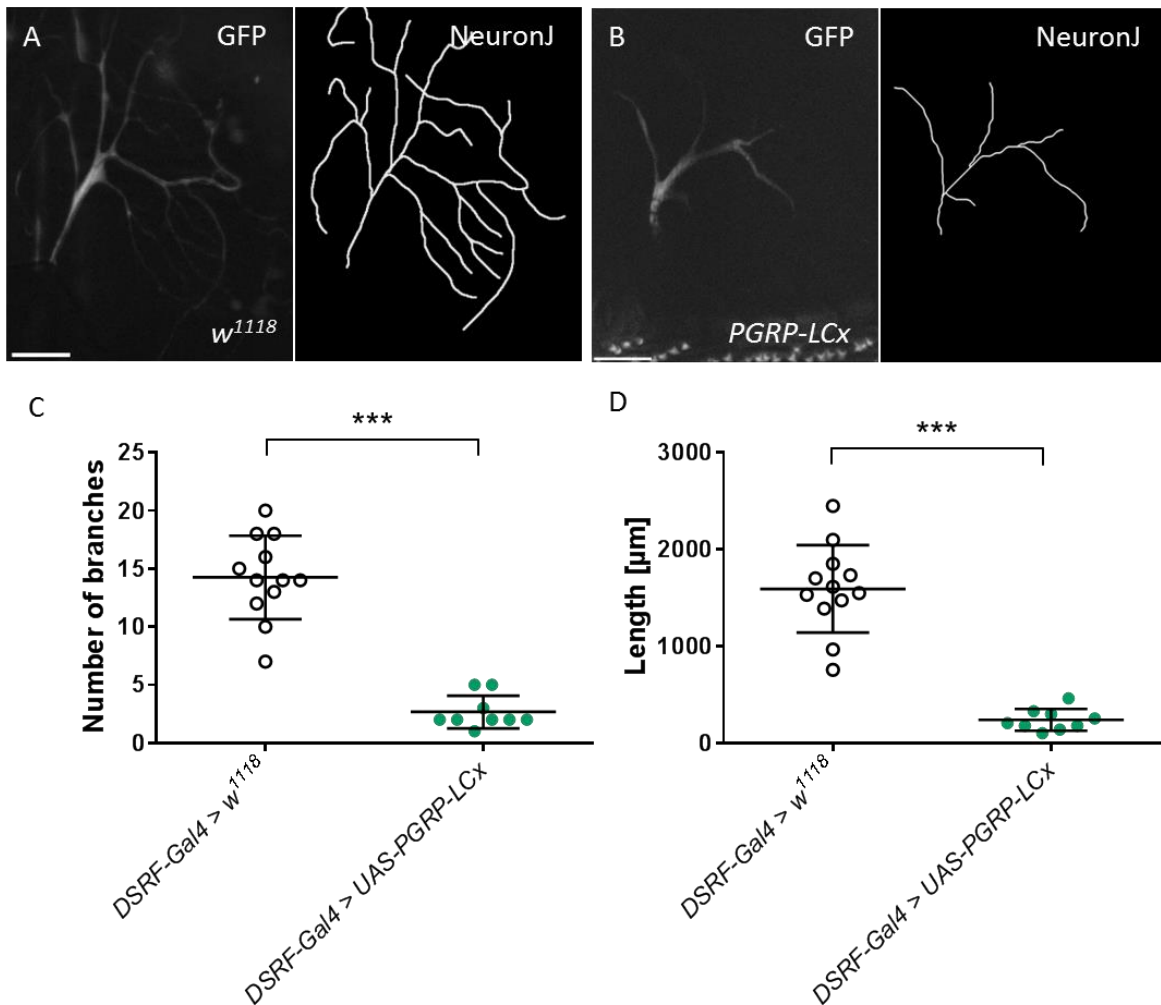 A GFP NeuronJ
w¹¹¹⁸
B GFP NeuronJ
PGRP-LCx
C
***
Number of branches
25
20
15
10
5
0
DSRF-Gal4 > w¹¹¹⁸
DSRF-Gal4 > UAS-PGRP-LCx
D
***
Length [µm]
3000
2000
1000
0
DSRF-Gal4 > w¹¹¹⁸
DSRF-Gal4 > UAS-PGRP-LCx